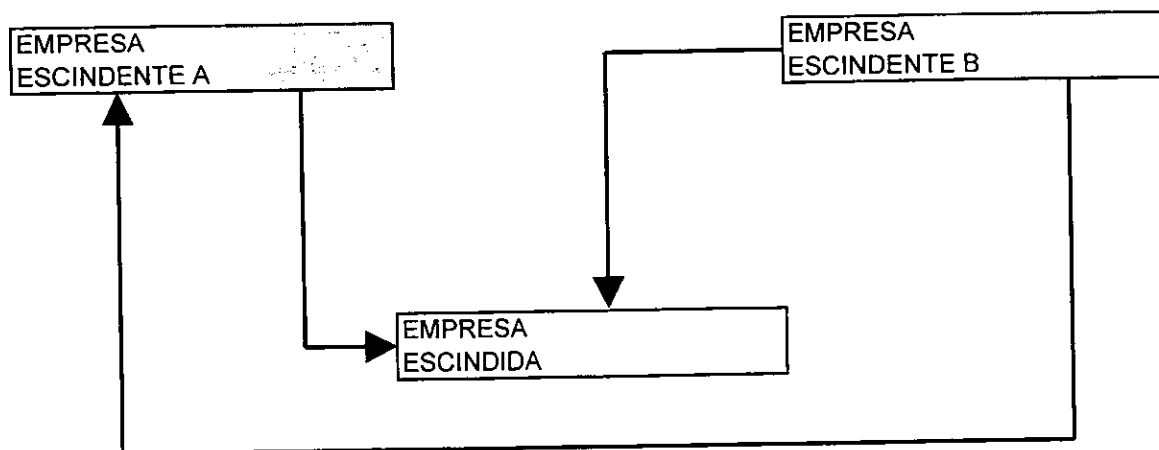 EMPRESA
ESCINDENTE A
EMPRESA
ESCINDENTE B
EMPRESA
ESCINDIDA